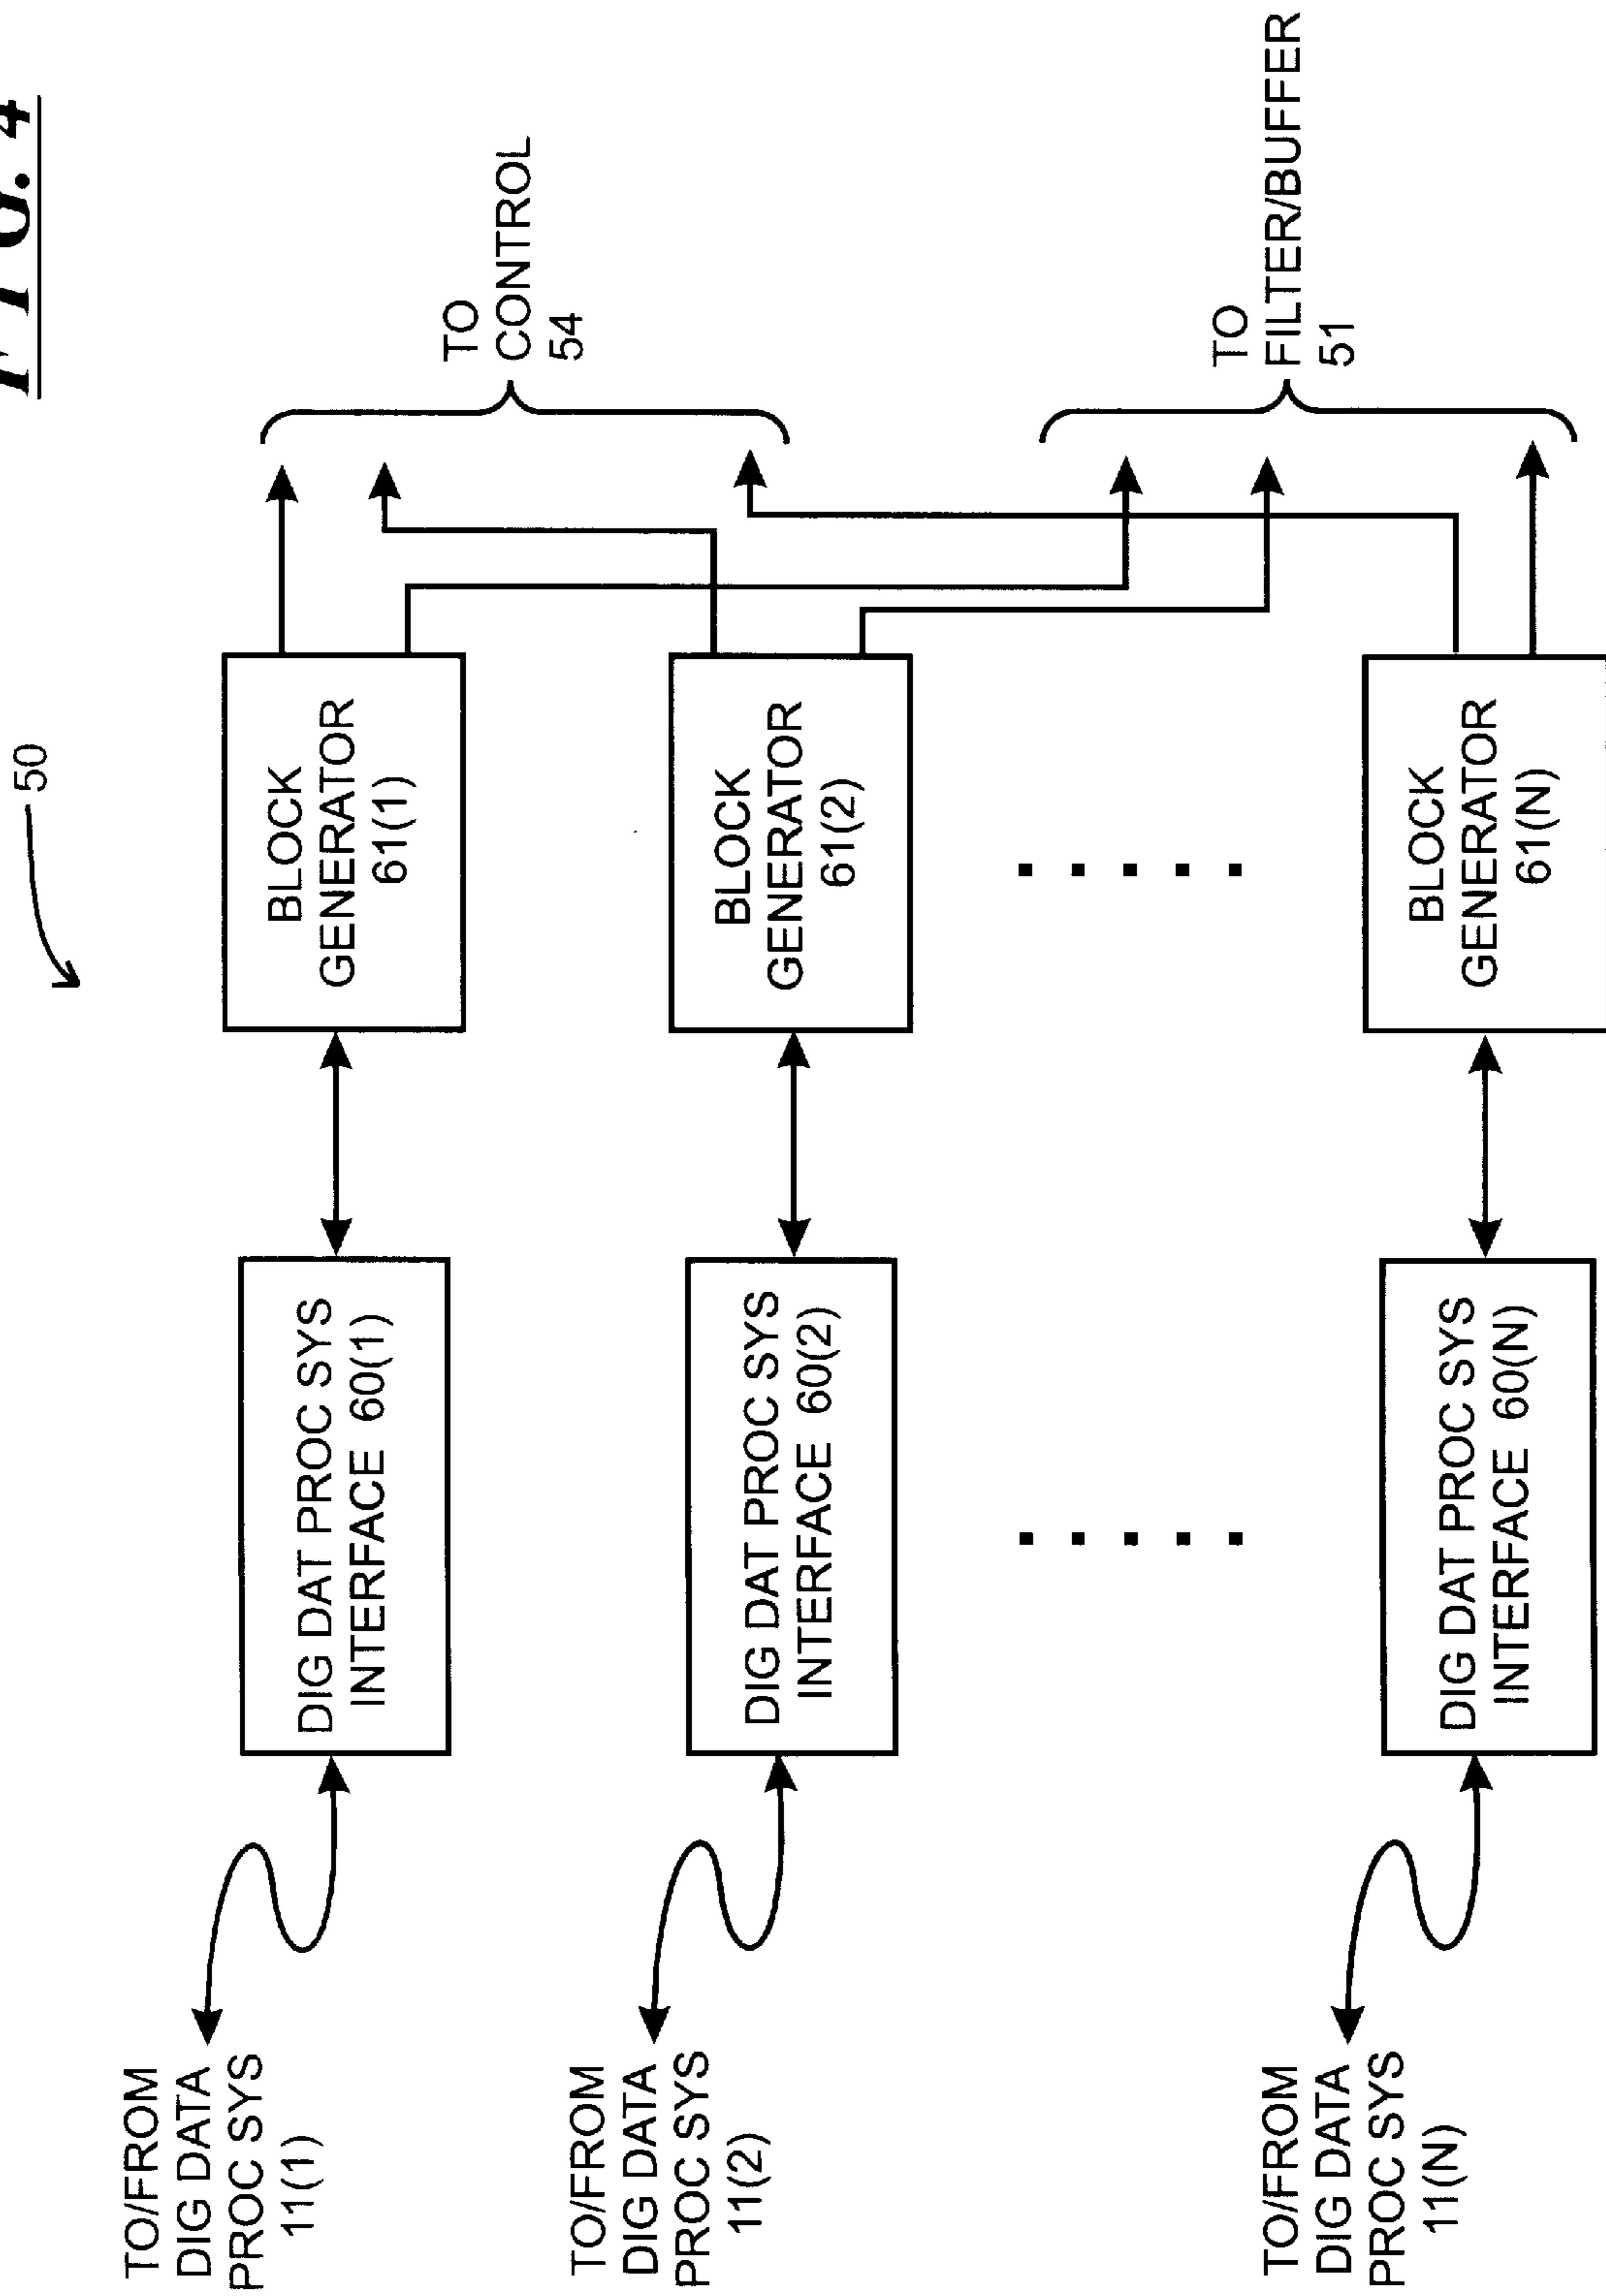 FIG. 4
50
TO/FROM
DIG DATA
PROC SYS
11(1)
DIG DAT PROC SYS
INTERFACE 60(1)
BLOCK
GENERATOR
61(1)
TO
CONTROL
54
TO/FROM
DIG DATA
PROC SYS
11(2)
DIG DAT PROC SYS
INTERFACE 60(2)
BLOCK
GENERATOR
61(2)
TO
FILTER/BUFFER
51
TO/FROM
DIG DATA
PROC SYS
11(N)
DIG DAT PROC SYS
INTERFACE 60(N)
BLOCK
GENERATOR
61(N)